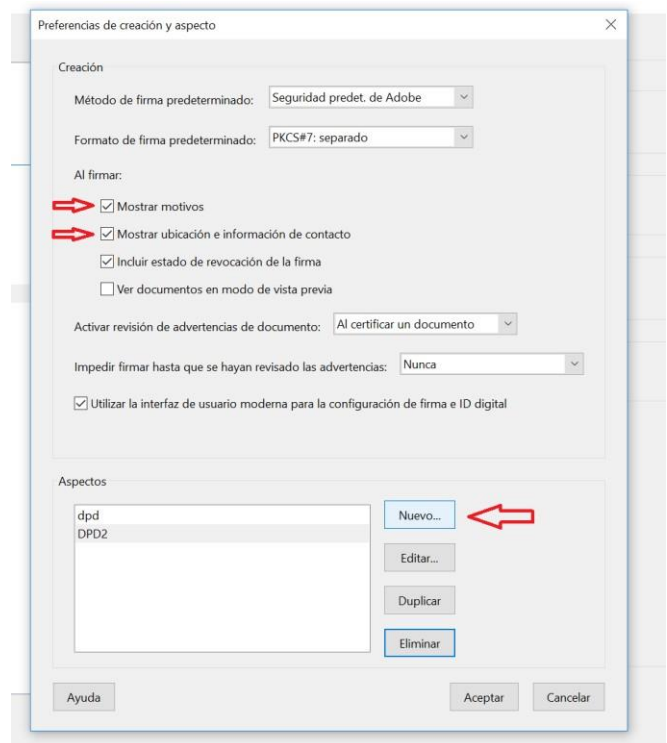 Preferencias de creación y aspecto
Creación
Método de firma predeterminado: Seguridad predet. de Adobe
Formato de firma predeterminado: PKCS#7: separado
Al firmar:
Mostrar motivos
Mostrar ubicación e información de contacto
Incluir estado de revocación de la firma
Ver documentos en modo de vista previa
Activar revisión de advertencias de documento: Al certificar un documento
Impedir firmar hasta que se hayan revisado las advertencias: Nunca
Utilizar la interfaz de usuario moderna para la configuración de firma e ID digital
Aspectos
dpd
DPD2
Nuevo...
Editar...
Duplicar
Eliminar
Ayuda
Aceptar
Cancelar